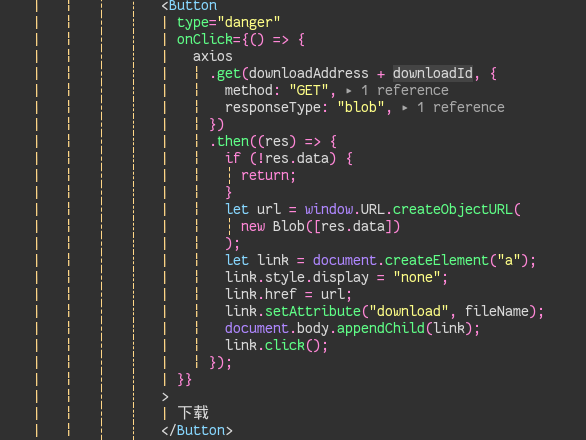 <Button
type="danger"
onClick={() => {
axios
.get(downloadAddress + downloadId, {
method: "GET", ▸ 1 reference
responseType: "blob", ▸ 1 reference
})
.then((res) => {
if (!res.data) {
return;
}
let url = window.URL.createObjectURL(
new Blob([res.data])
);
let link = document.createElement("a");
link.style.display = "none";
link.href = url;
link.setAttribute("download", fileName);
document.body.appendChild(link);
link.click();
});
}}
>
下载
</Button>